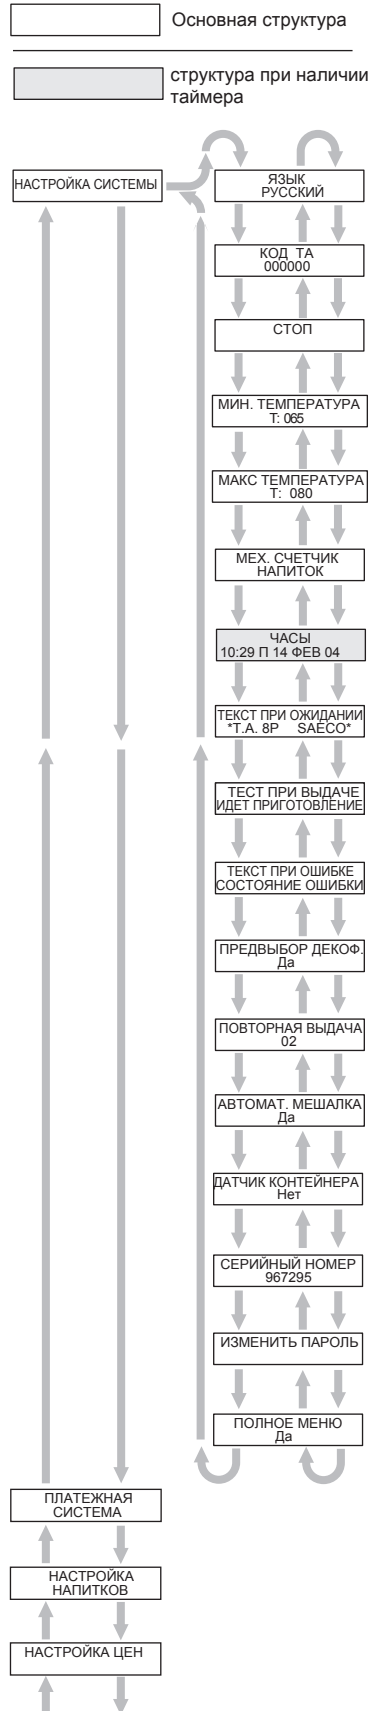 Основная структура
структура при наличии
таймера
НАСТРОЙКА СИСТЕМЫ
ЯЗЫК
РУССКИЙ
КОД ТА
000000
СТОП
МИН. ТЕМПЕРАТУРА
Т: 065
МАКС ТЕМПЕРАТУРА
Т: 080
МЕХ. СЧЕТЧИК
НАПИТОК
ЧАСЫ
10:29 П 14 ФЕВ 04
ТЕКСТ ПРИ ОЖИДАНИИ
*Т.А. 8Р SAECO*
ТЕСТ ПРИ ВЫДАЧЕ
ИДЕТ ПРИГОТОВЛЕНИЕ
ТЕКСТ ПРИ ОШИБКЕ
СОСТОЯНИЕ ОШИБКИ
ПРЕДВЫБОР ДЕКОФ.
Да
ПОВТОРНАЯ ВЫДАЧА
02
АВТОМАТ. МЕШАЛКА
Да
ДАТЧИК КОНТЕЙНЕРА
Нет
СЕРИЙНЫЙ НОМЕР
967295
ИЗМЕНИТЬ ПАРОЛЬ
ПОЛНОЕ МЕНЮ
Да
ПЛАТЕЖНАЯ
СИСТЕМА
НАСТРОЙКА
НАПИТКОВ
НАСТРОЙКА ЦЕН